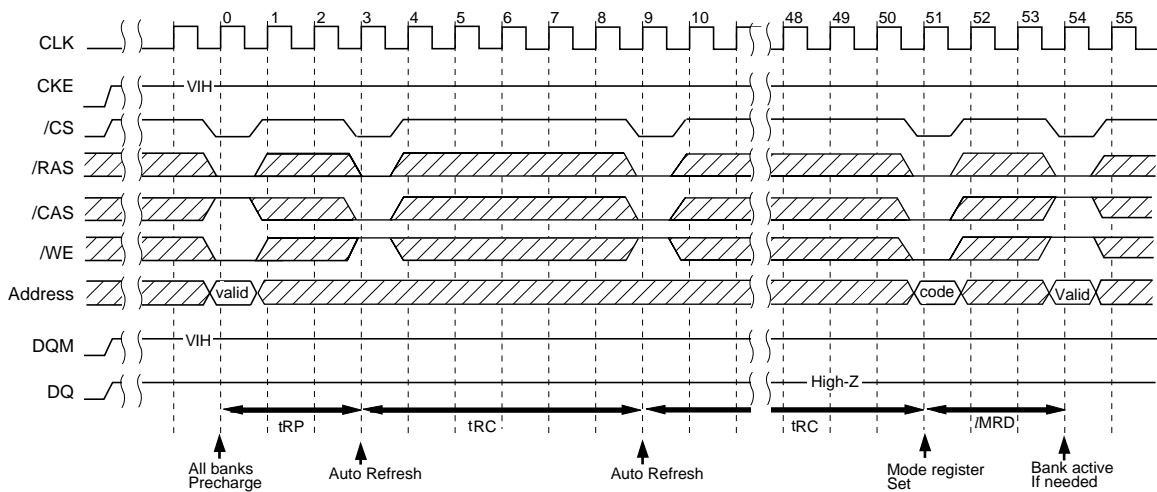 0 1 2 3 4 5 6 7 8 9 10 48 49 50 51 52 53 54 55
CLK
CKE VIH
/CS
/RAS
/CAS
/WE
Address valid code Valid
DQM VIH
DQ High-Z
tRP tRC tRC lMRD
All banks
Precharge
Auto Refresh
Auto Refresh
Mode register
Set
Bank active
If needed